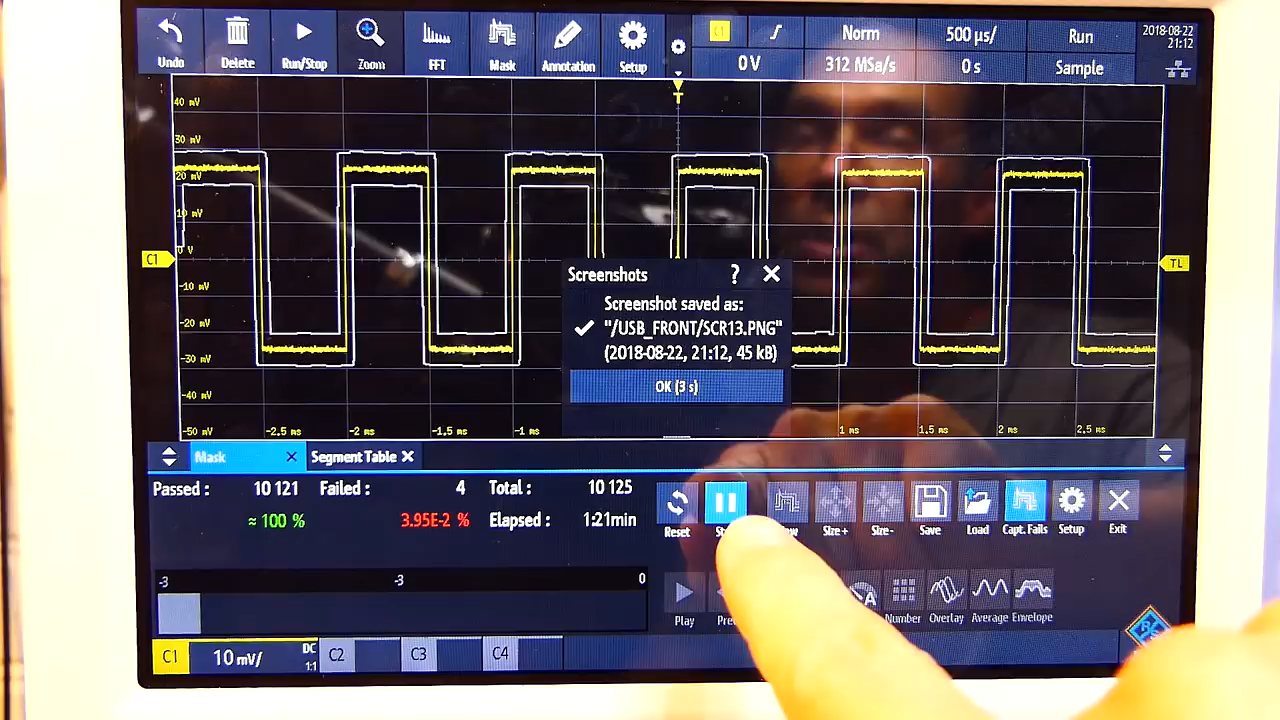 Undo Delete Run/Stop Zoom FFT Mask Annotation Setup
C1 Norm 500 µs/ Run 2018-08-22
21:12
0 V 312 MSa/s 0 s Sample
T
40 mV
30 mV
20 mV
10 mV
0 V
C1
TL
-10 mV
-20 mV
-30 mV
-40 mV
-50 mV -2.5 ms -2 ms -1.5 ms -1 ms 1 ms 1.5 ms 2 ms 2.5 ms
Screenshots ? X
Screenshot saved as:
"/USB_FRONT/SCR13.PNG"
(2018-08-22, 21:12, 45 kB)
OK (3 s)
Mask X Segment Table X
Passed : 10 121 Failed : 4 Total : 10 125
≈ 100 % 3.95E-2 % Elapsed : 1:21min
Reset Size+ Size- Save Load Capt. Fails Setup Exit
-3 -3 0
Play Number Overlay Average Envelope
C1 10 mV/ DC
1:1
C2 C3 C4
R/S